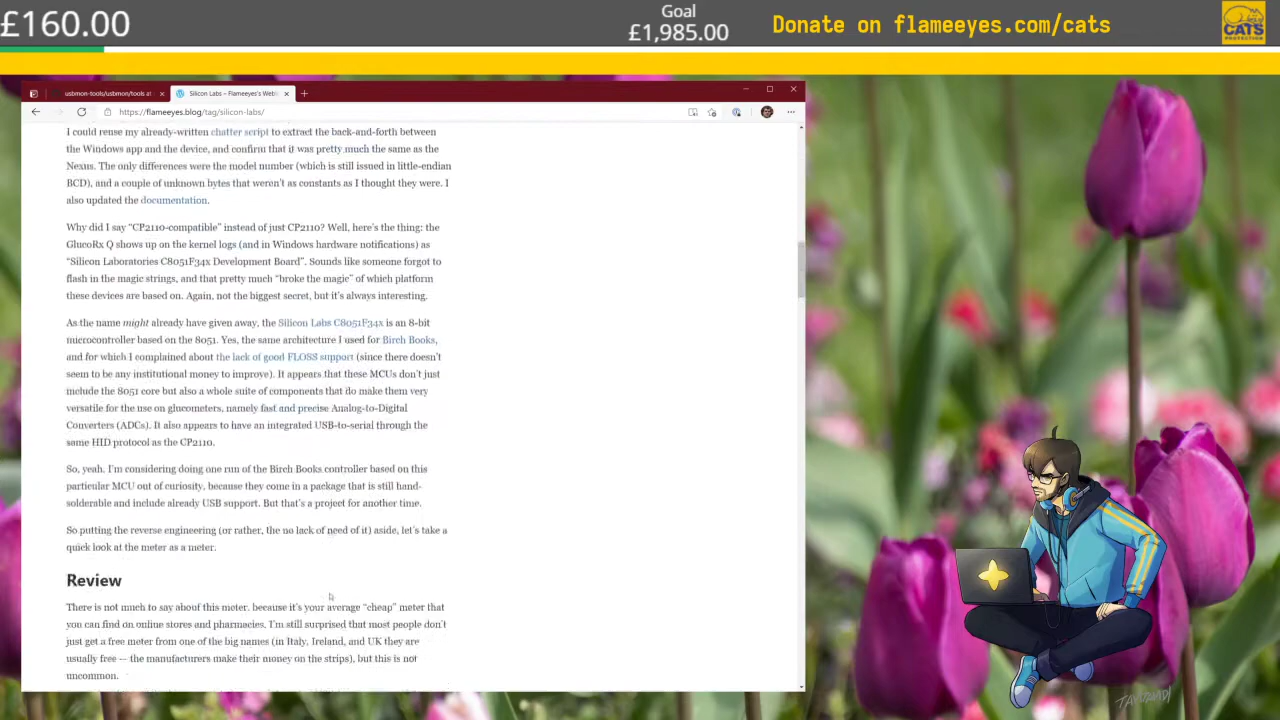 £160.00
Goal
£1,985.00
Donate on flameeyes.com/cats
CATS
PROTECTION
usbmon-tools/usbmon/tools at
Silicon Labs – Flameeyes's Webl
https://flameeyes.blog/tag/silicon-labs/
I could reuse my already-written chatter script to extract the back-and-forth between
the Windows app and the device, and confirm that it was pretty much the same as the
Nexus. The only differences were the model number (which is still issued in little-endian
BCD), and a couple of unknown bytes that weren't as constants as I thought they were. I
also updated the documentation.
Why did I say “CP2110-compatible” instead of just CP2110? Well, here's the thing: the
GlucoRx Q shows up on the kernel logs (and in Windows hardware notifications) as
“Silicon Laboratories C8051F34x Development Board”. Sounds like someone forgot to
flash in the magic strings, and that pretty much “broke the magic” of which platform
these devices are based on. Again, not the biggest secret, but it's always interesting.
As the name might already have given away, the Silicon Labs C8051F34x is an 8-bit
microcontroller based on the 8051. Yes, the same architecture I used for Birch Books,
and for which I complained about the lack of good FLOSS support (since there doesn't
seem to be any institutional money to improve). It appears that these MCUs don't just
include the 8051 core but also a whole suite of components that do make them very
versatile for the use on glucometers, namely fast and precise Analog-to-Digital
Converters (ADCs). It also appears to have an integrated USB-to-serial through the
same HID protocol as the CP2110.
So, yeah. I'm considering doing one run of the Birch Books controller based on this
particular MCU out of curiosity, because they come in a package that is still hand-
solderable and include already USB support. But that's a project for another time.
So putting the reverse engineering (or rather, the no lack of need of it) aside, let's take a
quick look at the meter as a meter.
Review
There is not much to say about this meter, because it's your average “cheap” meter that
you can find on online stores and pharmacies. I'm still surprised that most people don't
just get a free meter from one of the big names (in Italy, Ireland, and UK they are
usually free — the manufacturers make their money on the strips), but this is not
uncommon.